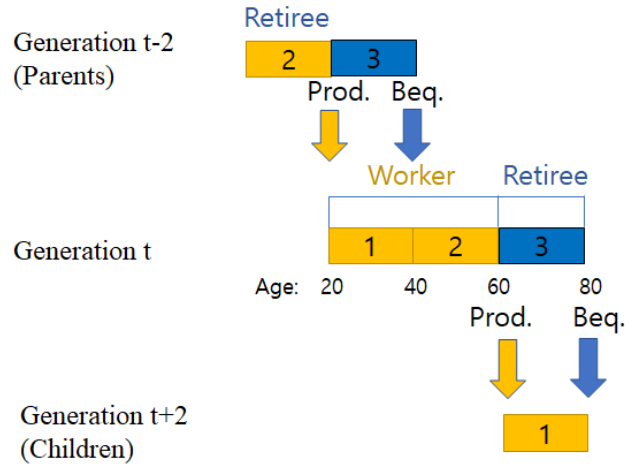 Retiree
Generation t-2
(Parents)
2 3
Prod. Beq.
Worker Retiree
Generation t
1 2 3
Age: 20 40 60 80
Prod. Beq.
Generation t+2
(Children)
1